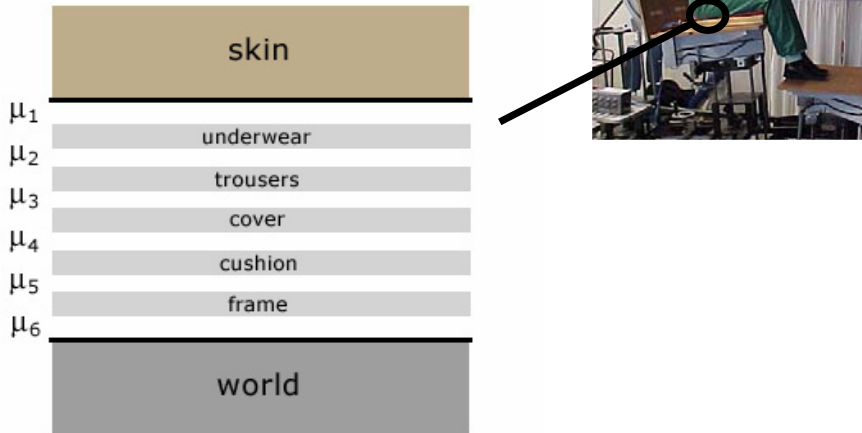 skin
μ1
underwear
μ2
trousers
μ3
cover
μ4
cushion
μ5
frame
μ6
world